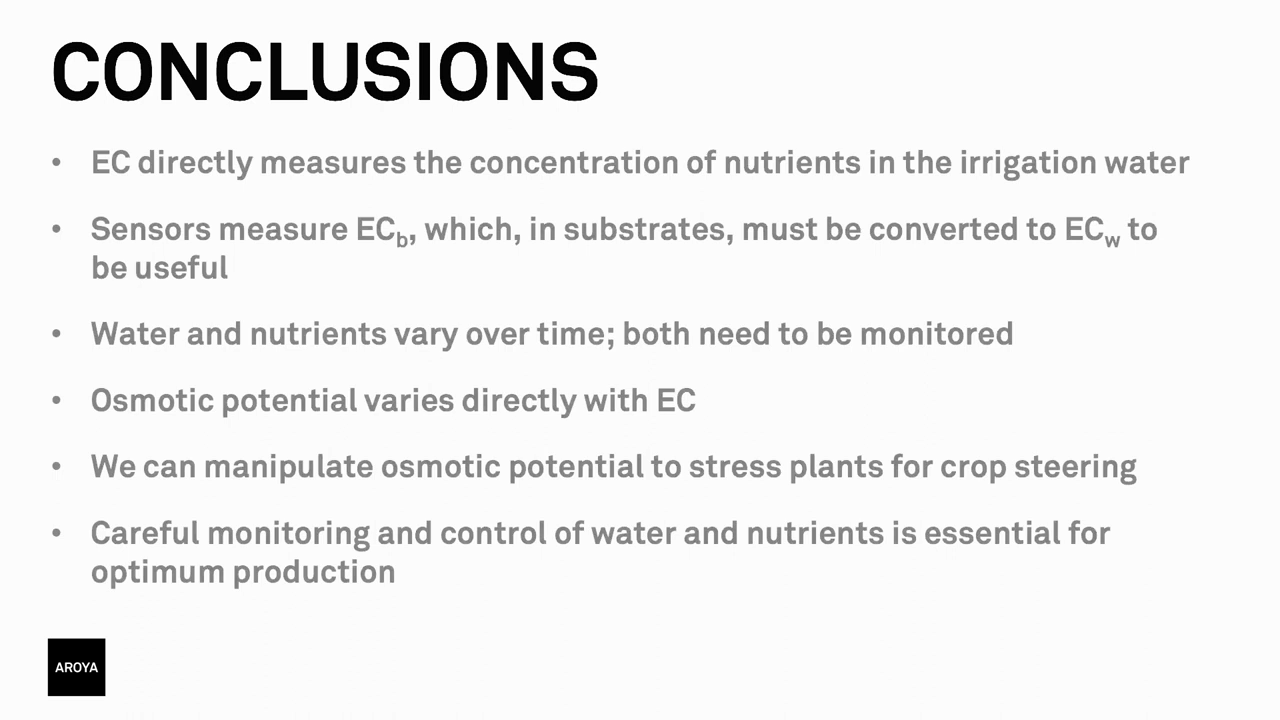 CONCLUSIONS
• EC directly measures the concentration of nutrients in the irrigation water
• Sensors measure ECb, which, in substrates, must be converted to ECw to
be useful
• Water and nutrients vary over time; both need to be monitored
• Osmotic potential varies directly with EC
• We can manipulate osmotic potential to stress plants for crop steering
• Careful monitoring and control of water and nutrients is essential for
optimum production
AROYA